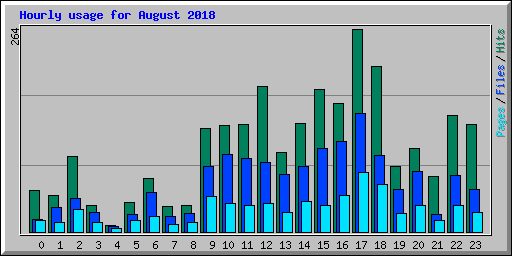 Hourly usage for August 2018
264
Pages / Files / Hits
0 1 2 3 4 5 6 7 8 9 10 11 12 13 14 15 16 17 18 19 20 21 22 23